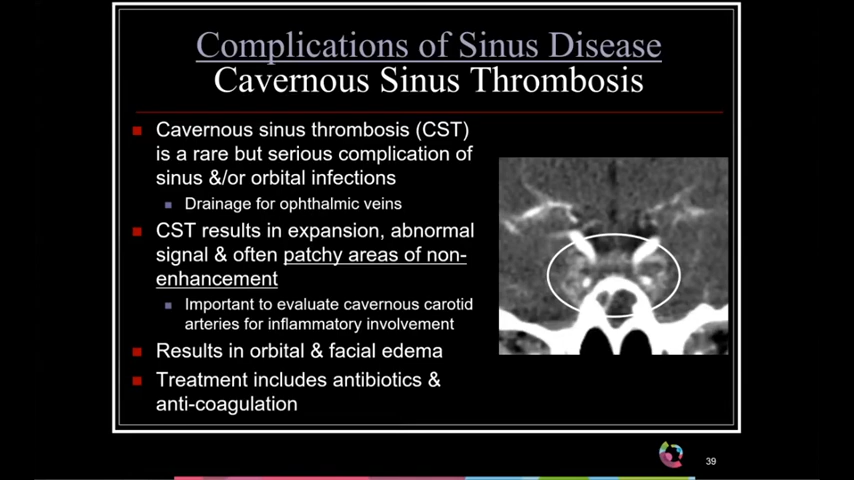 Complications of Sinus Disease
Cavernous Sinus Thrombosis
Cavernous sinus thrombosis (CST)
is a rare but serious complication of
sinus &/or orbital infections
Drainage for ophthalmic veins
CST results in expansion, abnormal
signal & often patchy areas of non-
enhancement
Important to evaluate cavernous carotid
arteries for inflammatory involvement
Results in orbital & facial edema
Treatment includes antibiotics &
anti-coagulation
39